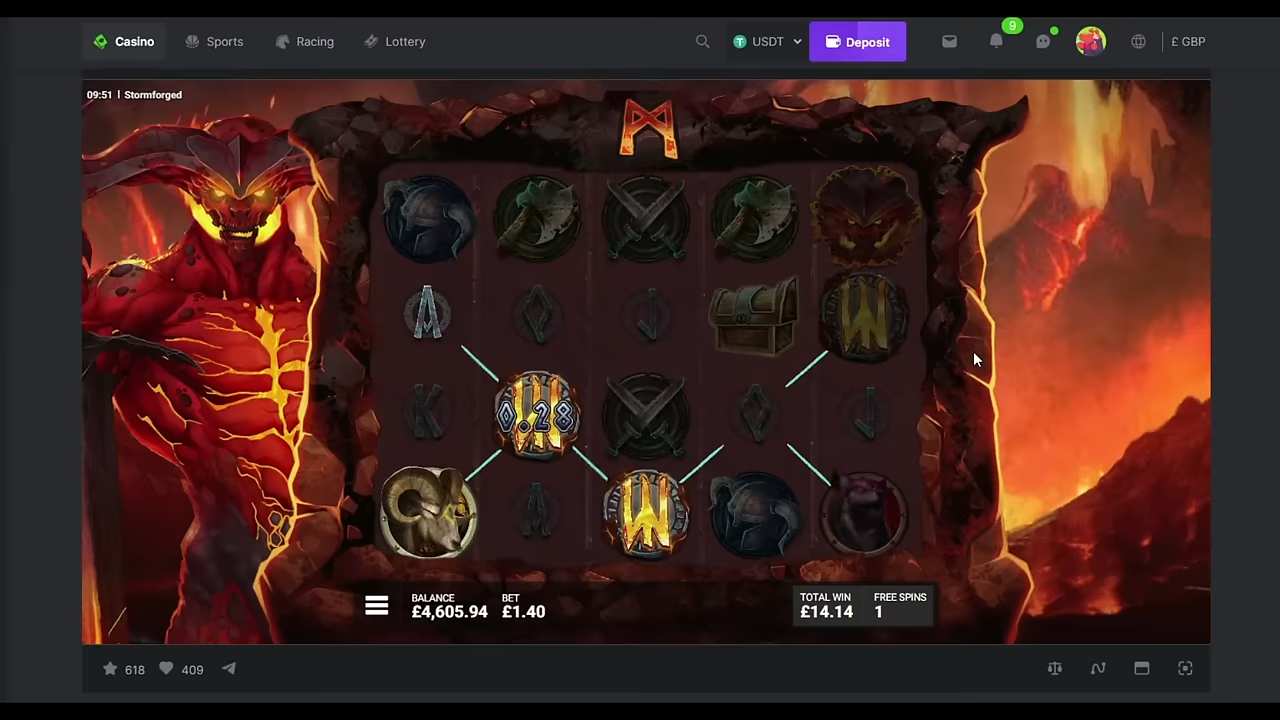 Casino Sports Racing Lottery USDT Deposit 9 £ GBP
09:51 | Stormforged
A J W
K 0.28 J
A W
BALANCE BET TOTAL WIN FREE SPINS
£4,605.94 £1.40 £14.14 1
618 409